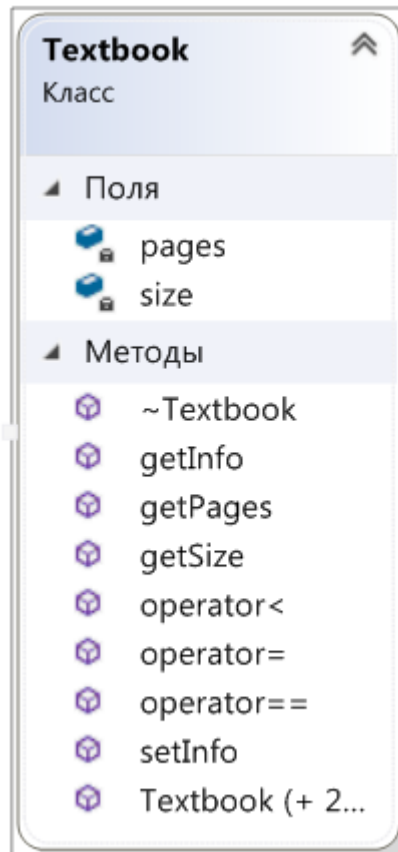 Textbook
Класс
Поля
pages
size
Методы
~Textbook
getInfo
getPages
getSize
operator<
operator=
operator==
setInfo
Textbook (+ 2...